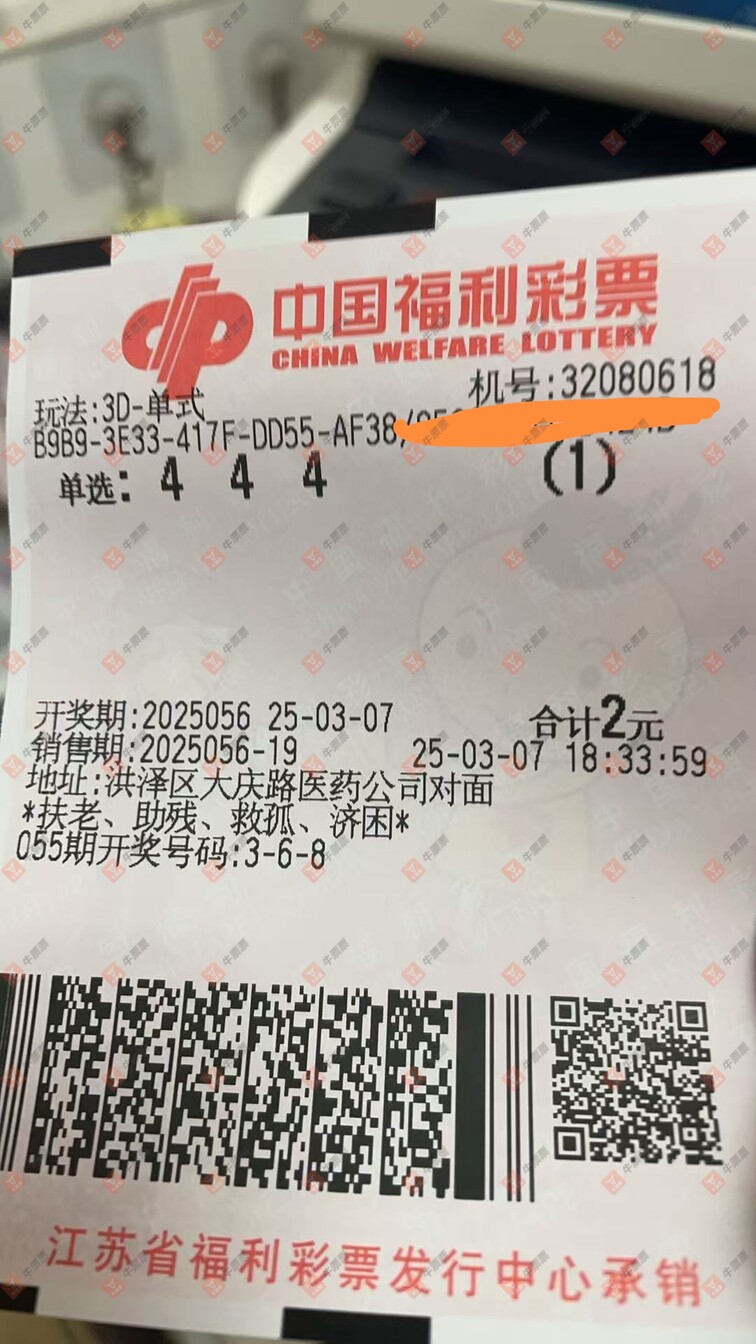 中国福利彩票
CHINA WELFARE LOTTERY
玩法:3D-单式 机号:32080618
B9B9-3E33-417F-DD55-AF38/
单选: 4 4 4 (1)
开奖期:2025056 25-03-07 合计2元
销售期:2025056-19 25-03-07 18:33:59
地址:洪泽区大庆路医药公司对面
*扶老、助残、救孤、济困*
055期开奖号码:3-6-8
江苏省福利彩票发行中心承销
牛票票